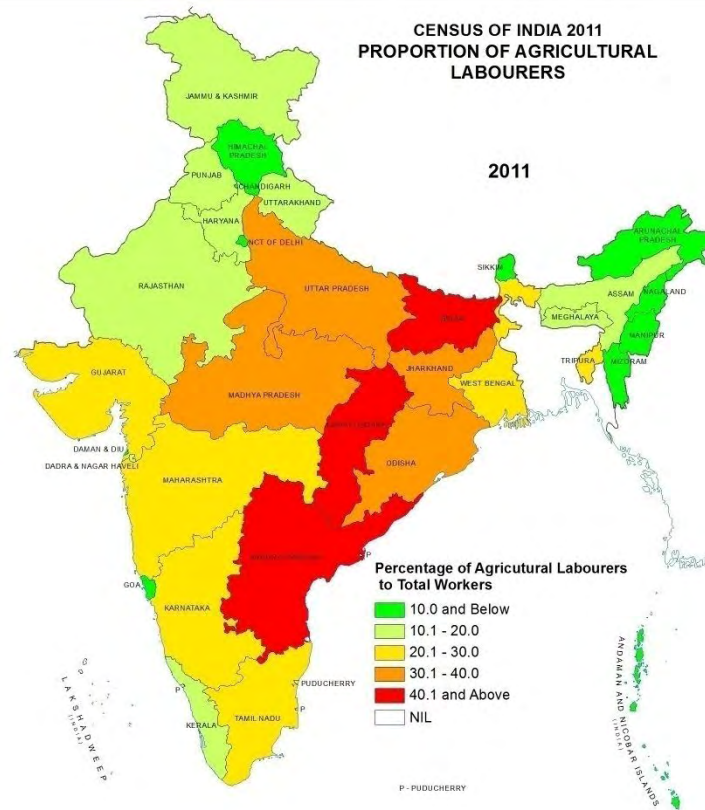 CENSUS OF INDIA 2011
PROPORTION OF AGRICULTURAL
LABOURERS
2011
JAMMU & KASHMIR
HIMACHAL
PRADESH
PUNJAB
CHANDIGARH
UTTARAKHAND
HARYANA
NCT OF DELHI
RAJASTHAN
UTTAR PRADESH
SIKKIM
ARUNACHAL
PRADESH
ASSAM
NAGALAND
MEGHALAYA
MANIPUR
TRIPURA
MIZORAM
GUJARAT
MADHYA PRADESH
JHARKHAND
WEST BENGAL
DAMAN & DIU
DADRA & NAGAR HAVELI
MAHARASHTRA
ODISHA
P
GOA
KARNATAKA
Percentage of Agricutural Labourers
to Total Workers
10.0 and Below
10.1 - 20.0
20.1 - 30.0
30.1 - 40.0
40.1 and Above
NIL
P
PUDUCHERRY
P
KERALA
TAMIL NADU
LAKSHADWEEP
(INDIA)
ANDAMAN AND NICOBAR ISLANDS
(INDIA)
P - PUDUCHERRY